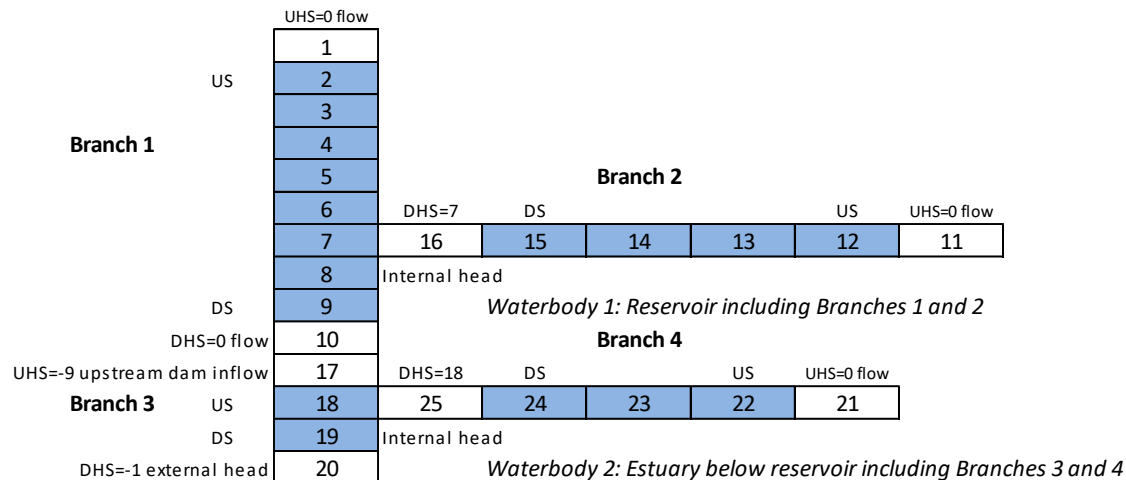 UHS=0 flow
1
US 2
3
Branch 1 4
5 Branch 2
6 DHS=7 DS US UHS=0 flow
7 16 15 14 13 12 11
8 Internal head
DS 9 Waterbody 1: Reservoir including Branches 1 and 2
DHS=0 flow 10 Branch 4
UHS=-9 upstream dam inflow 17 DHS=18 DS US UHS=0 flow
Branch 3 US 18 25 24 23 22 21
DS 19 Internal head
DHS=-1 external head 20 Waterbody 2: Estuary below reservoir including Branches 3 and 4